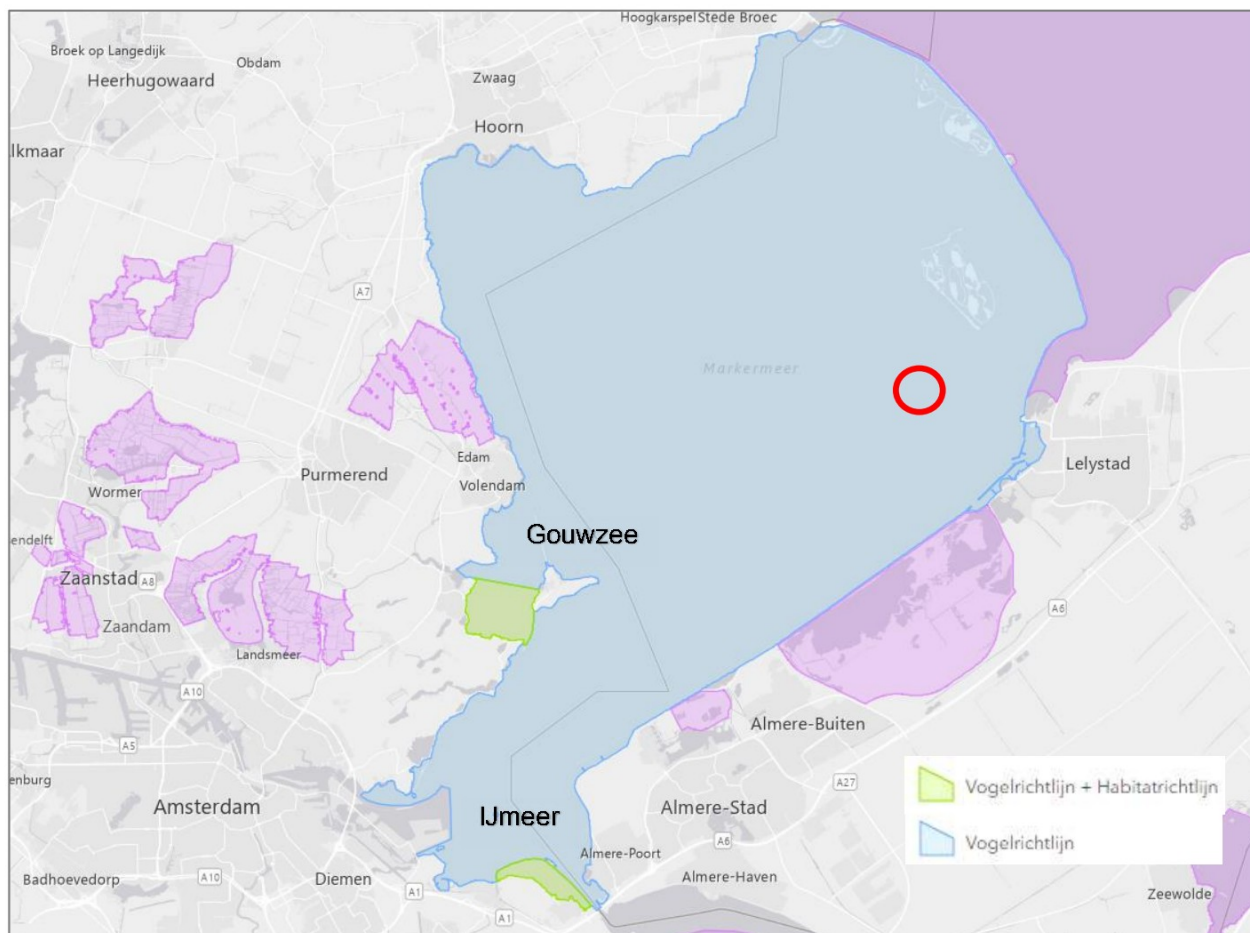 Hoogkarspel
Stede Broec
Broek op Langedijk
Obdam
Heerhugowaard
Zwaag
Hoorn
lkmaar
A7
Markermeer
Edam
Volendam
Purmerend
Lelystad
Wormer
Gouwzee
endelft
Zaanstad
A8
Zaandam
A6
Landsmeer
A10
Almere-Buiten
A5
enburg
Amsterdam
IJmeer
Almere-Stad
A27
Vogelrichtlijn + Habitatrichtlijn
A6
Vogelrichtlijn
Almere-Poort
Badhoevedorp
A10
Diemen
A1
Almere-Haven
Zeewolde
A1